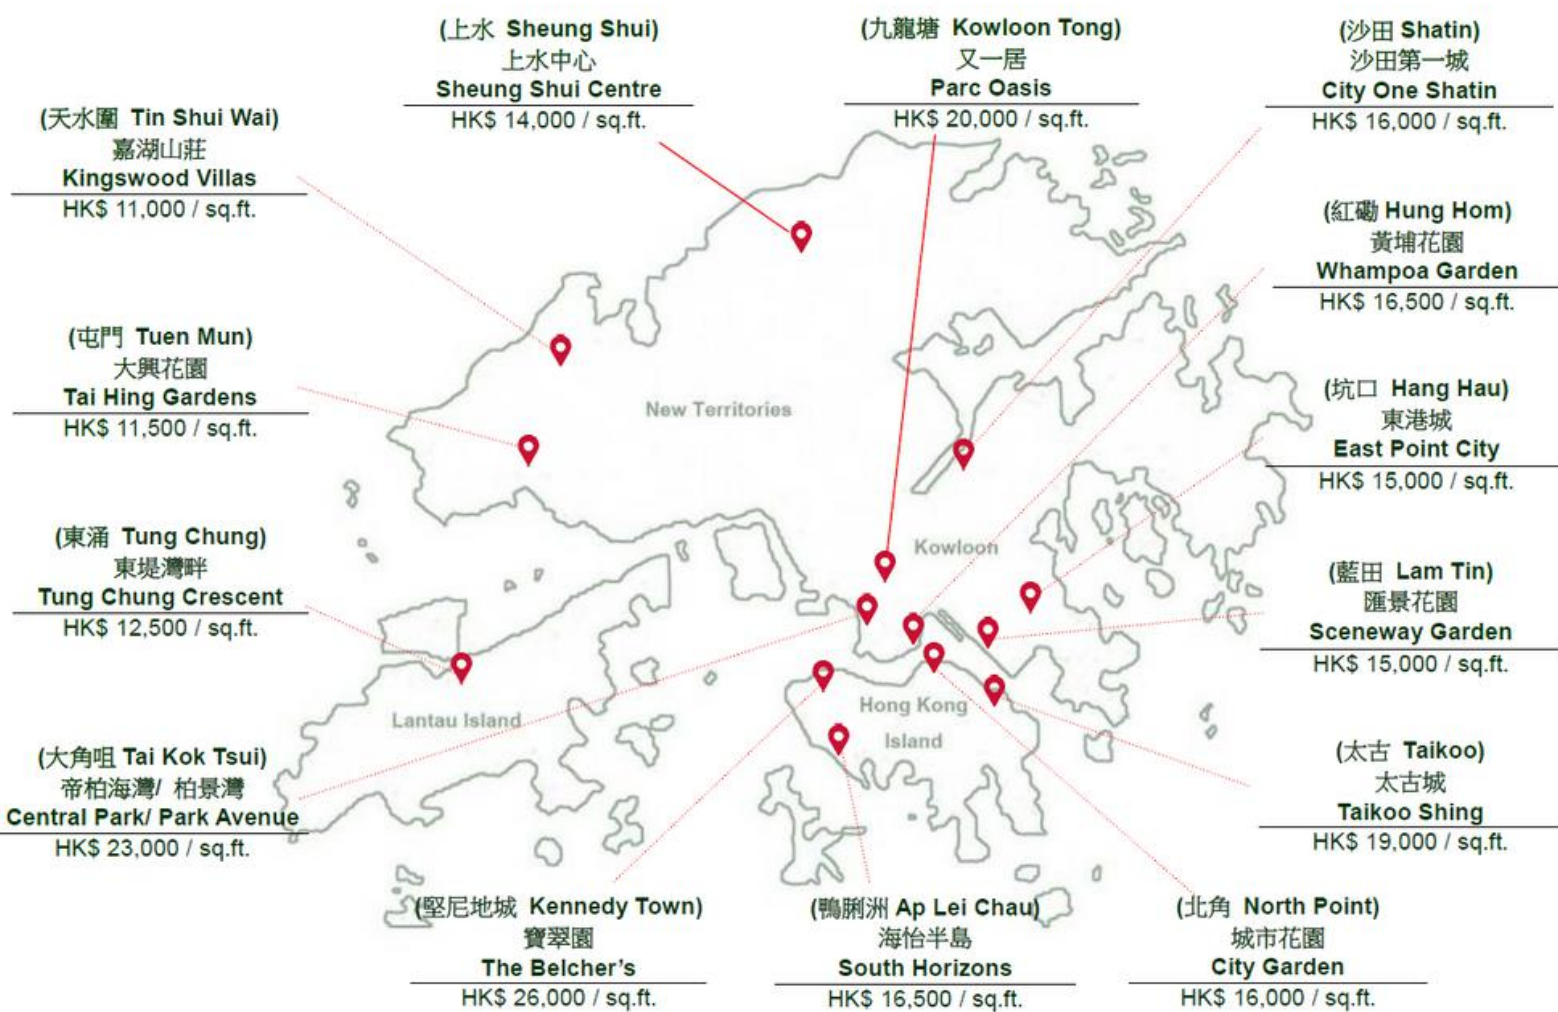 (上水 Sheung Shui)
上水中心
Sheung Shui Centre
HK$ 14,000 / sq.ft.
(九龍塘 Kowloon Tong)
又一居
Parc Oasis
HK$ 20,000 / sq.ft.
(沙田 Shatin)
沙田第一城
City One Shatin
HK$ 16,000 / sq.ft.
(天水圍 Tin Shui Wai)
嘉湖山莊
Kingswood Villas
HK$ 11,000 / sq.ft.
(紅磡 Hung Hom)
黃埔花園
Whampoa Garden
HK$ 16,500 / sq.ft.
(屯門 Tuen Mun)
大興花園
Tai Hing Gardens
HK$ 11,500 / sq.ft.
New Territories
(坑口 Hang Hau)
東港城
East Point City
HK$ 15,000 / sq.ft.
(東涌 Tung Chung)
東堤灣畔
Tung Chung Crescent
HK$ 12,500 / sq.ft.
Kowloon
(藍田 Lam Tin)
匯景花園
Sceneway Garden
HK$ 15,000 / sq.ft.
Lantau Island
Hong Kong
Island
(大角咀 Tai Kok Tsui)
帝柏海灣/ 柏景灣
Central Park/ Park Avenue
HK$ 23,000 / sq.ft.
(太古 Taikoo)
太古城
Taikoo Shing
HK$ 19,000 / sq.ft.
(堅尼地城 Kennedy Town)
寶翠園
The Belcher's
HK$ 26,000 / sq.ft.
(鴨脷洲 Ap Lei Chau)
海怡半島
South Horizons
HK$ 16,500 / sq.ft.
(北角 North Point)
城市花園
City Garden
HK$ 16,000 / sq.ft.